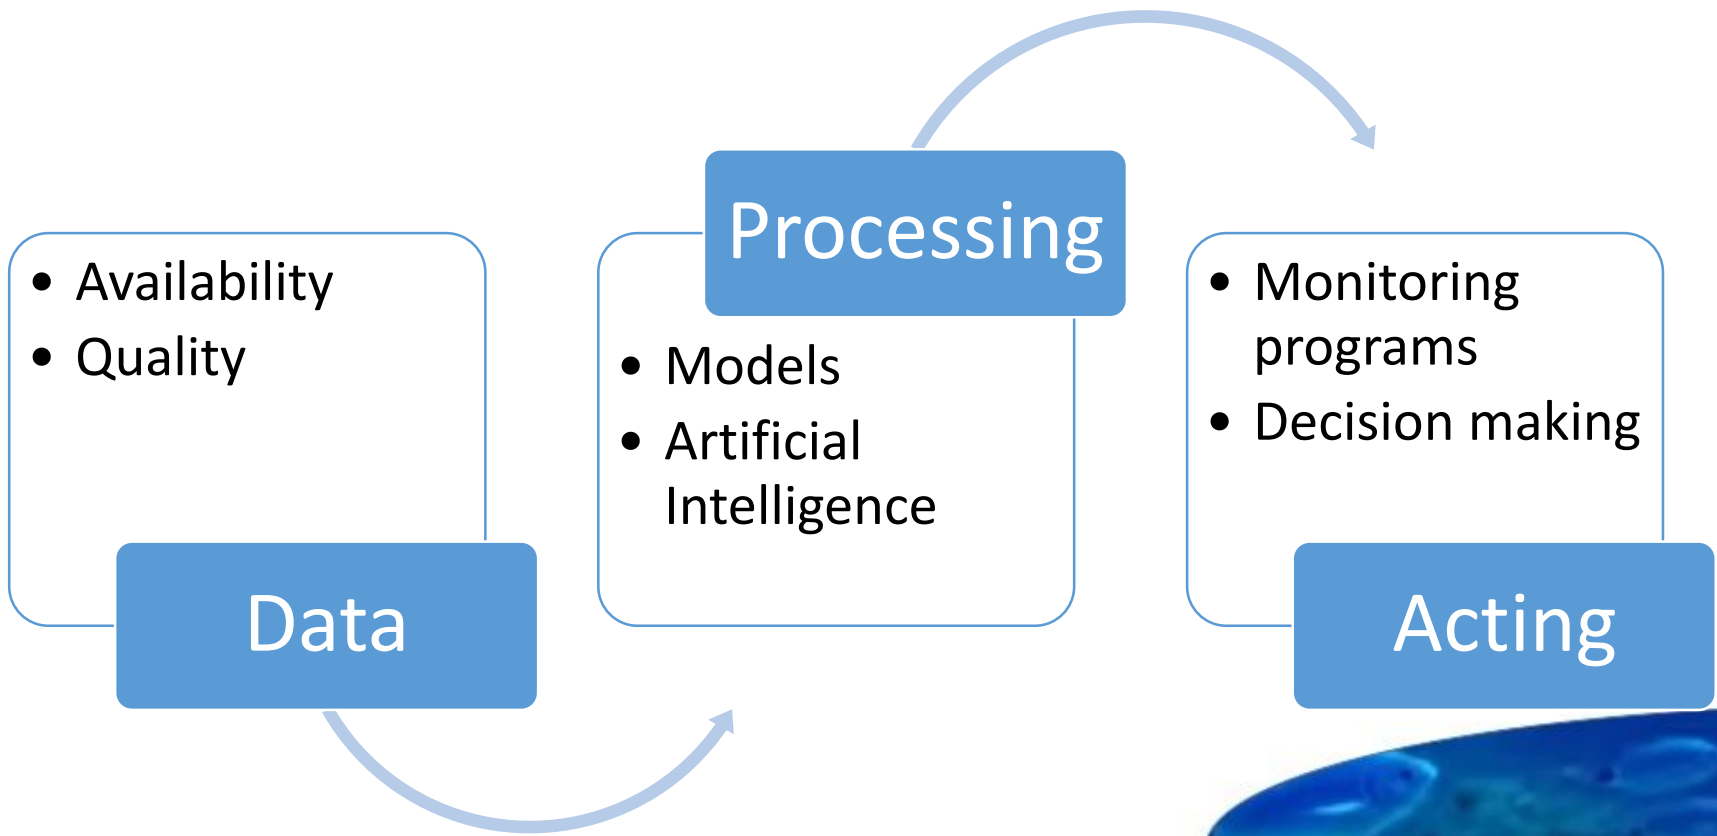 • Availability
• Quality
Data
Processing
• Models
• Artificial
Intelligence
• Monitoring
programs
• Decision making
Acting